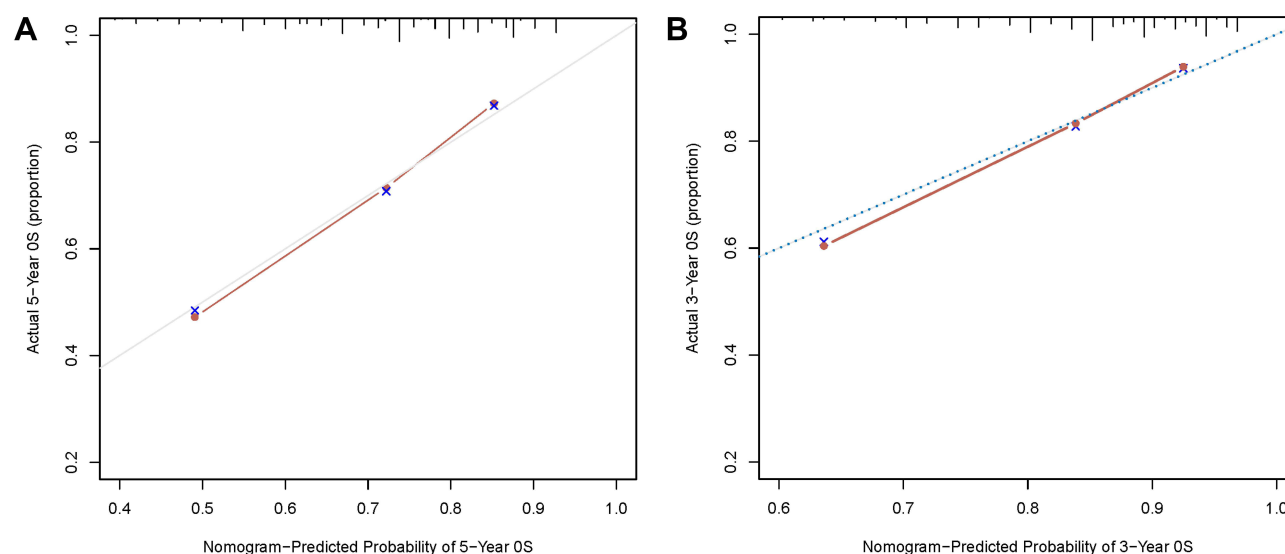 A
B
1.0
0.8
0.6
0.4
0.2
Actual 5−Year 0S (proportion)
0.4 0.5 0.6 0.7 0.8 0.9 1.0
Nomogram−Predicted Probability of 5−Year 0S
1.0
0.8
0.6
0.4
0.2
Actual 3−Year 0S (proportion)
0.6 0.7 0.8 0.9 1.0
Nomogram−Predicted Probability of 3−Year 0S